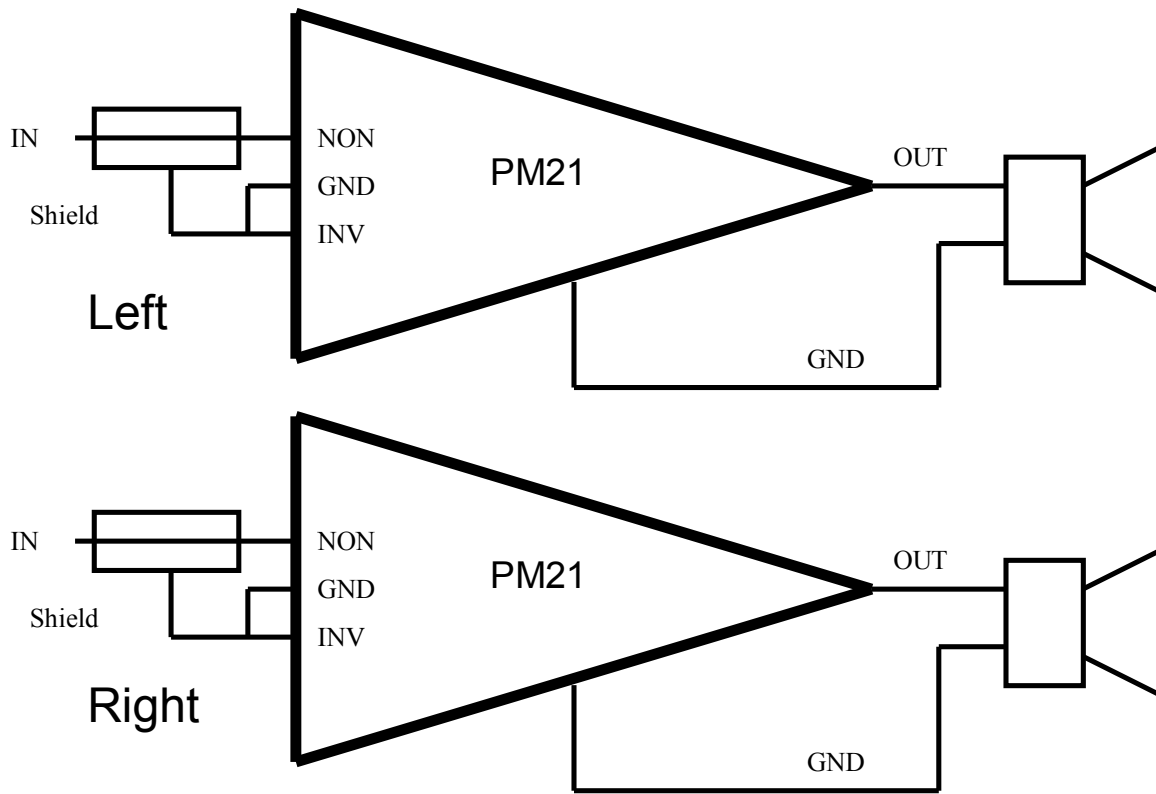 IN
NON
PM21
OUT
GND
Shield
INV
Left
GND
IN
NON
PM21
OUT
GND
Shield
INV
Right
GND